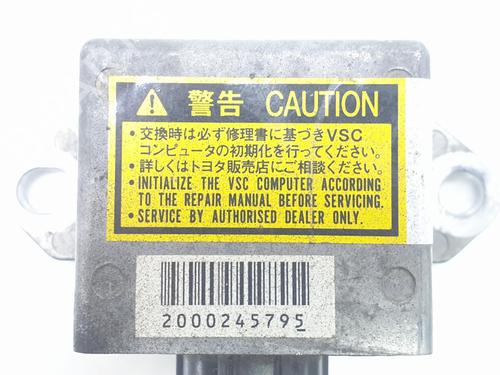 警告 CAUTION
• 交換時は必ず修理書に基づきVSC
コンピュータの初期化を行ってください。
• 詳しくはトヨタ販売店にご相談ください。
• INITIALIZE THE VSC COMPUTER ACCORDING
TO THE REPAIR MANUAL BEFORE SERVICING.
• SERVICE BY AUTHORISED DEALER ONLY.
2000245795